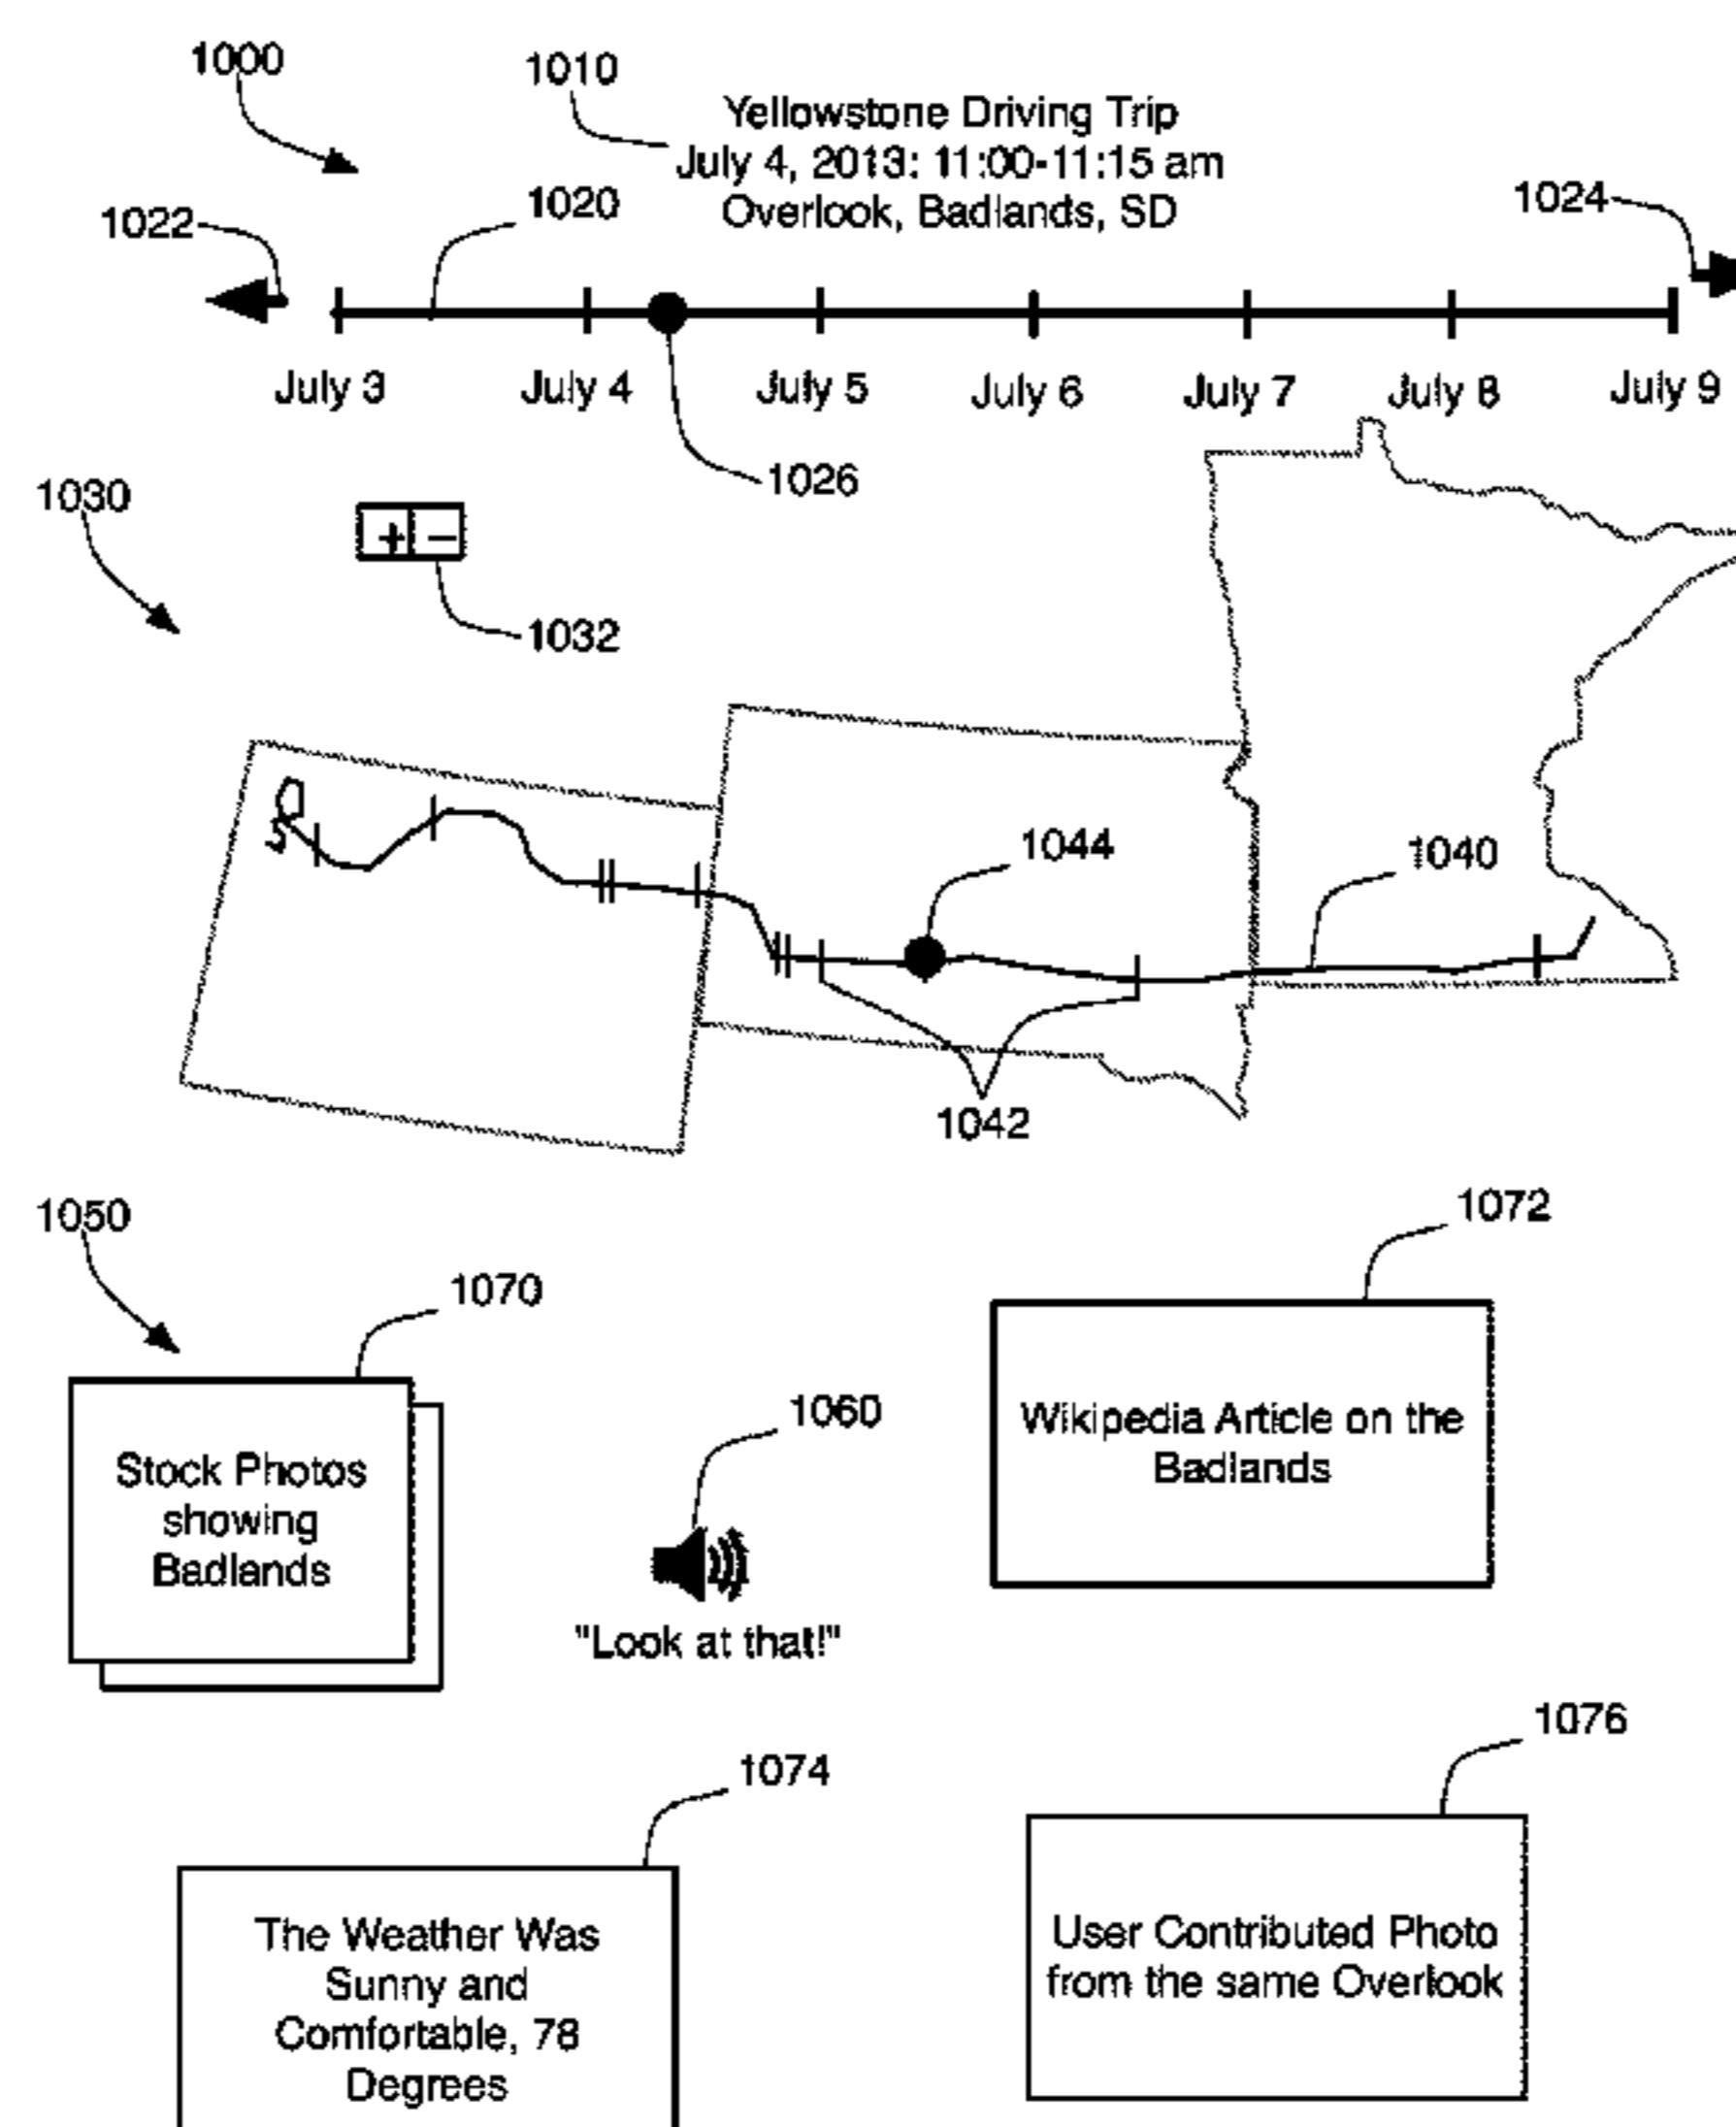 1000
1010
Yellowstone Driving Trip
July 4, 2013: 11:00-11:15 am
Overlook, Badlands, SD
1020
1022
1024
July 3 July 4 July 5 July 6 July 7 July 8 July 9
1026
1030
+ −
1032
1044
1040
1042
1050
1070
1072
Stock Photos
showing
Badlands
1060
"Look at that!"
Wikipedia Article on the
Badlands
1074
1076
The Weather Was
Sunny and
Comfortable, 78
Degrees
User Contributed Photo
from the same Overlook